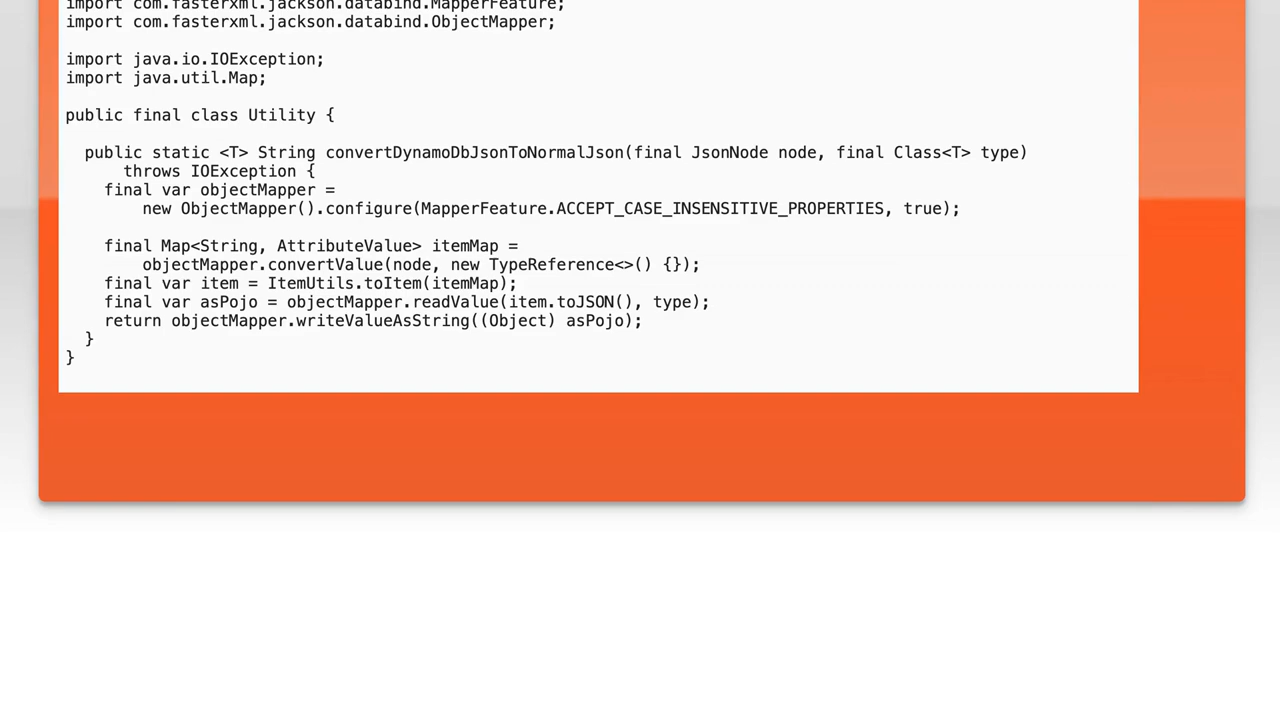 import com.fasterxml.jackson.databind.MapperFeature;
import com.fasterxml.jackson.databind.ObjectMapper;
import java.io.IOException;
import java.util.Map;
public final class Utility {
public static <T> String convertDynamoDbJsonToNormalJson(final JsonNode node, final Class<T> type)
throws IOException {
final var objectMapper =
new ObjectMapper().configure(MapperFeature.ACCEPT_CASE_INSENSITIVE_PROPERTIES, true);
final Map<String, AttributeValue> itemMap =
objectMapper.convertValue(node, new TypeReference<>() {});
final var item = ItemUtils.toItem(itemMap);
final var asPojo = objectMapper.readValue(item.toJSON(), type);
return objectMapper.writeValueAsString((Object) asPojo);
}
}